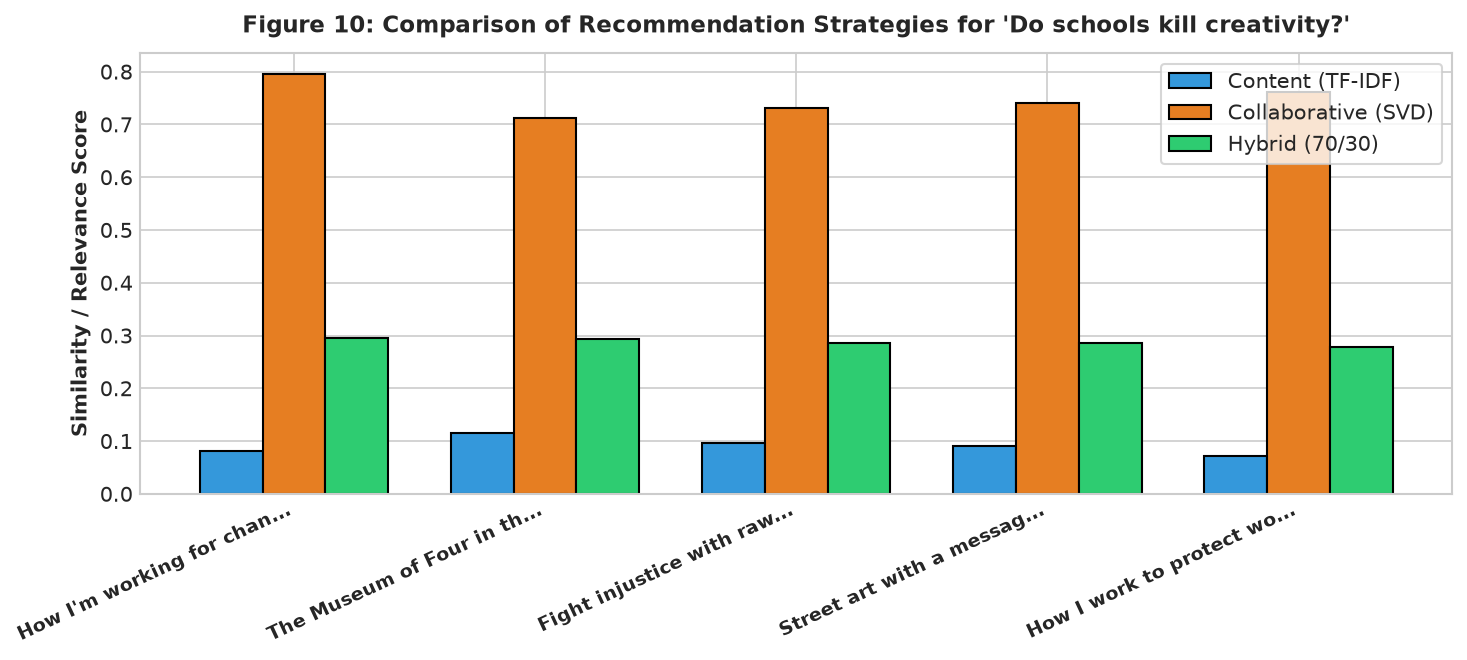 Figure 10: Comparison of Recommendation Strategies for 'Do schools kill creativity?'
Content (TF-IDF)
Collaborative (SVD)
Hybrid (70/30)
Similarity / Relevance Score
0.8
0.7
0.6
0.5
0.4
0.3
0.2
0.1
0.0
How I'm working for chan...
The Museum of Four in th...
Fight injustice with raw...
Street art with a messag...
How I work to protect wo...